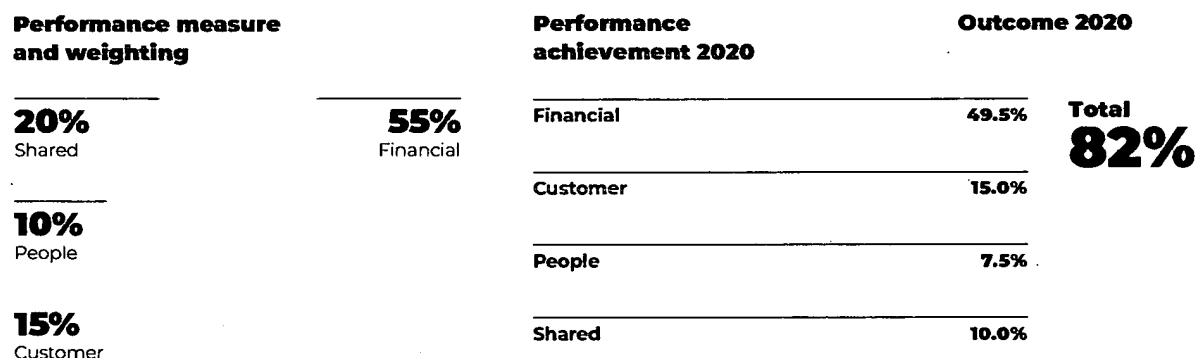 Performance measure
and weighting
20%
Shared
55%
Financial
10%
People
15%
Customer
Performance
achievement 2020
Outcome 2020
Financial 49.5%
Customer 15.0%
People 7.5%
Shared 10.0%
Total
82%